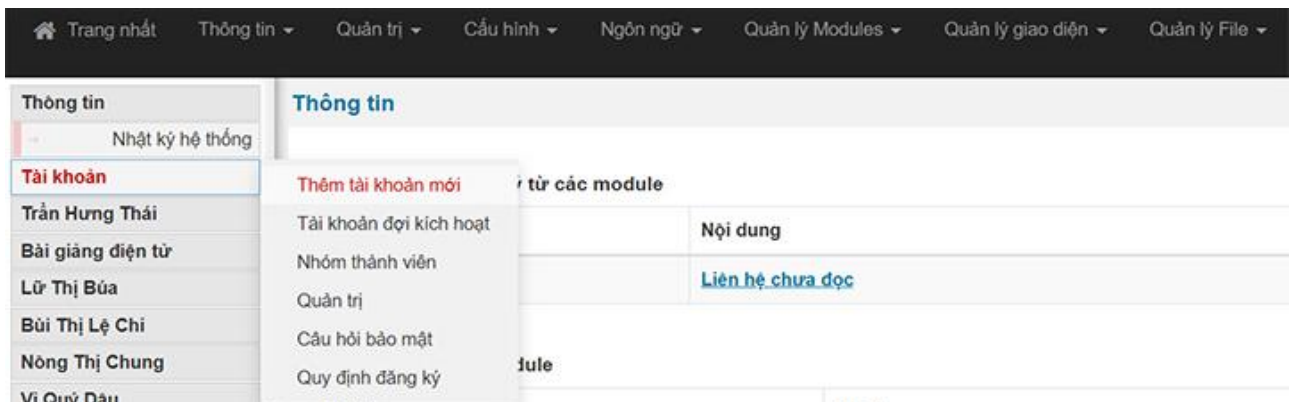 Trang nhất Thông tin Quản trị Cấu hình Ngôn ngữ Quản lý Modules Quản lý giao diện Quản lý File
Thông tin
Nhật ký hệ thống
Tài khoản
Trần Hưng Thái
Bài giảng điện tử
Lữ Thị Búa
Bùi Thị Lệ Chi
Nông Thị Chung
Vi Quý Dậu
Thêm tài khoản mới
Tài khoản đợi kích hoạt
Nhóm thành viên
Quản trị
Câu hỏi bảo mật
Quy định đăng ký
Thông tin
ý từ các module
Nội dung
Liên hệ chưa đọc
dule